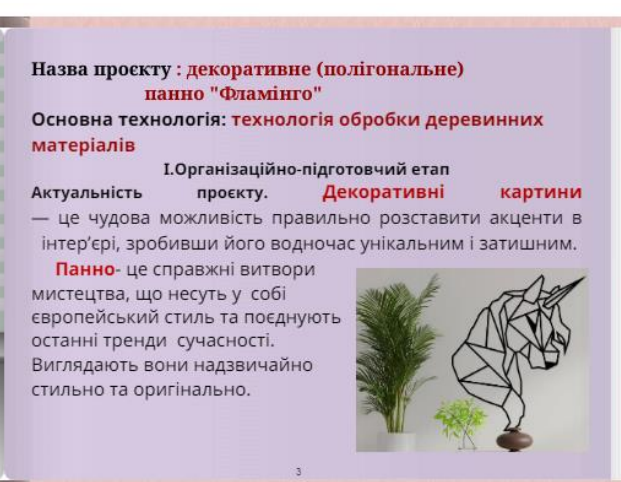 Назва проєкту : декоративне (полігональне)
панно "Фламінго"
Основна технологія: технологія обробки деревинних
матеріалів
І.Організаційно-підготовчий етап
Актуальність проєкту. Декоративні картини
— це чудова можливість правильно розставити акценти в
інтер’єрі, зробивши його водночас унікальним і затишним.
Панно- це справжні витвори
мистецтва, що несуть у собі
європейський стиль та поєднують
останні тренди сучасності.
Виглядають вони надзвичайно
стильно та оригінально.
3